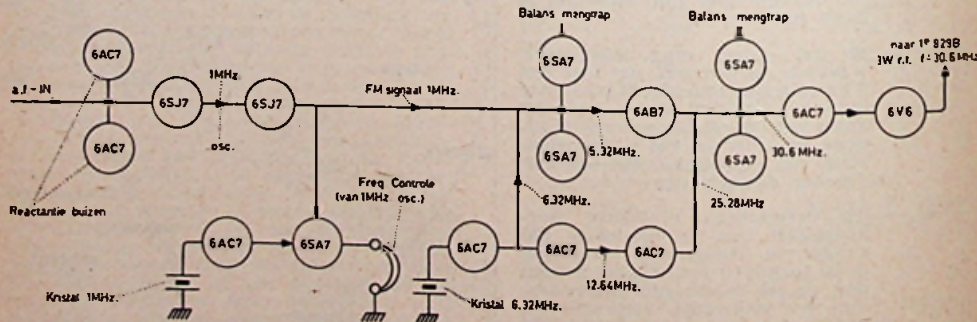 Balans mengtrap
Balans mengtrap
naar 1e 829B
3W r.f. f=30.6 MHz
6AC7
6SA7
6SA7
a.f-IN
1MHz
6SJ7
6SJ7
osc.
FM signaal 1MHz.
6AB7
6AC7
6V6
6AC7
6SA7
5.32MHz.
6SA7
30.6 MHz.
Reactantie buizen
Freq Controle
(van 1MHz osc.)
6.32MHz.
25.28MHz
6AC7
6SA7
6AC7
6AC7
6AC7
12.64MHz.
Kristal 1MHz.
Kristal 6.32MHz.